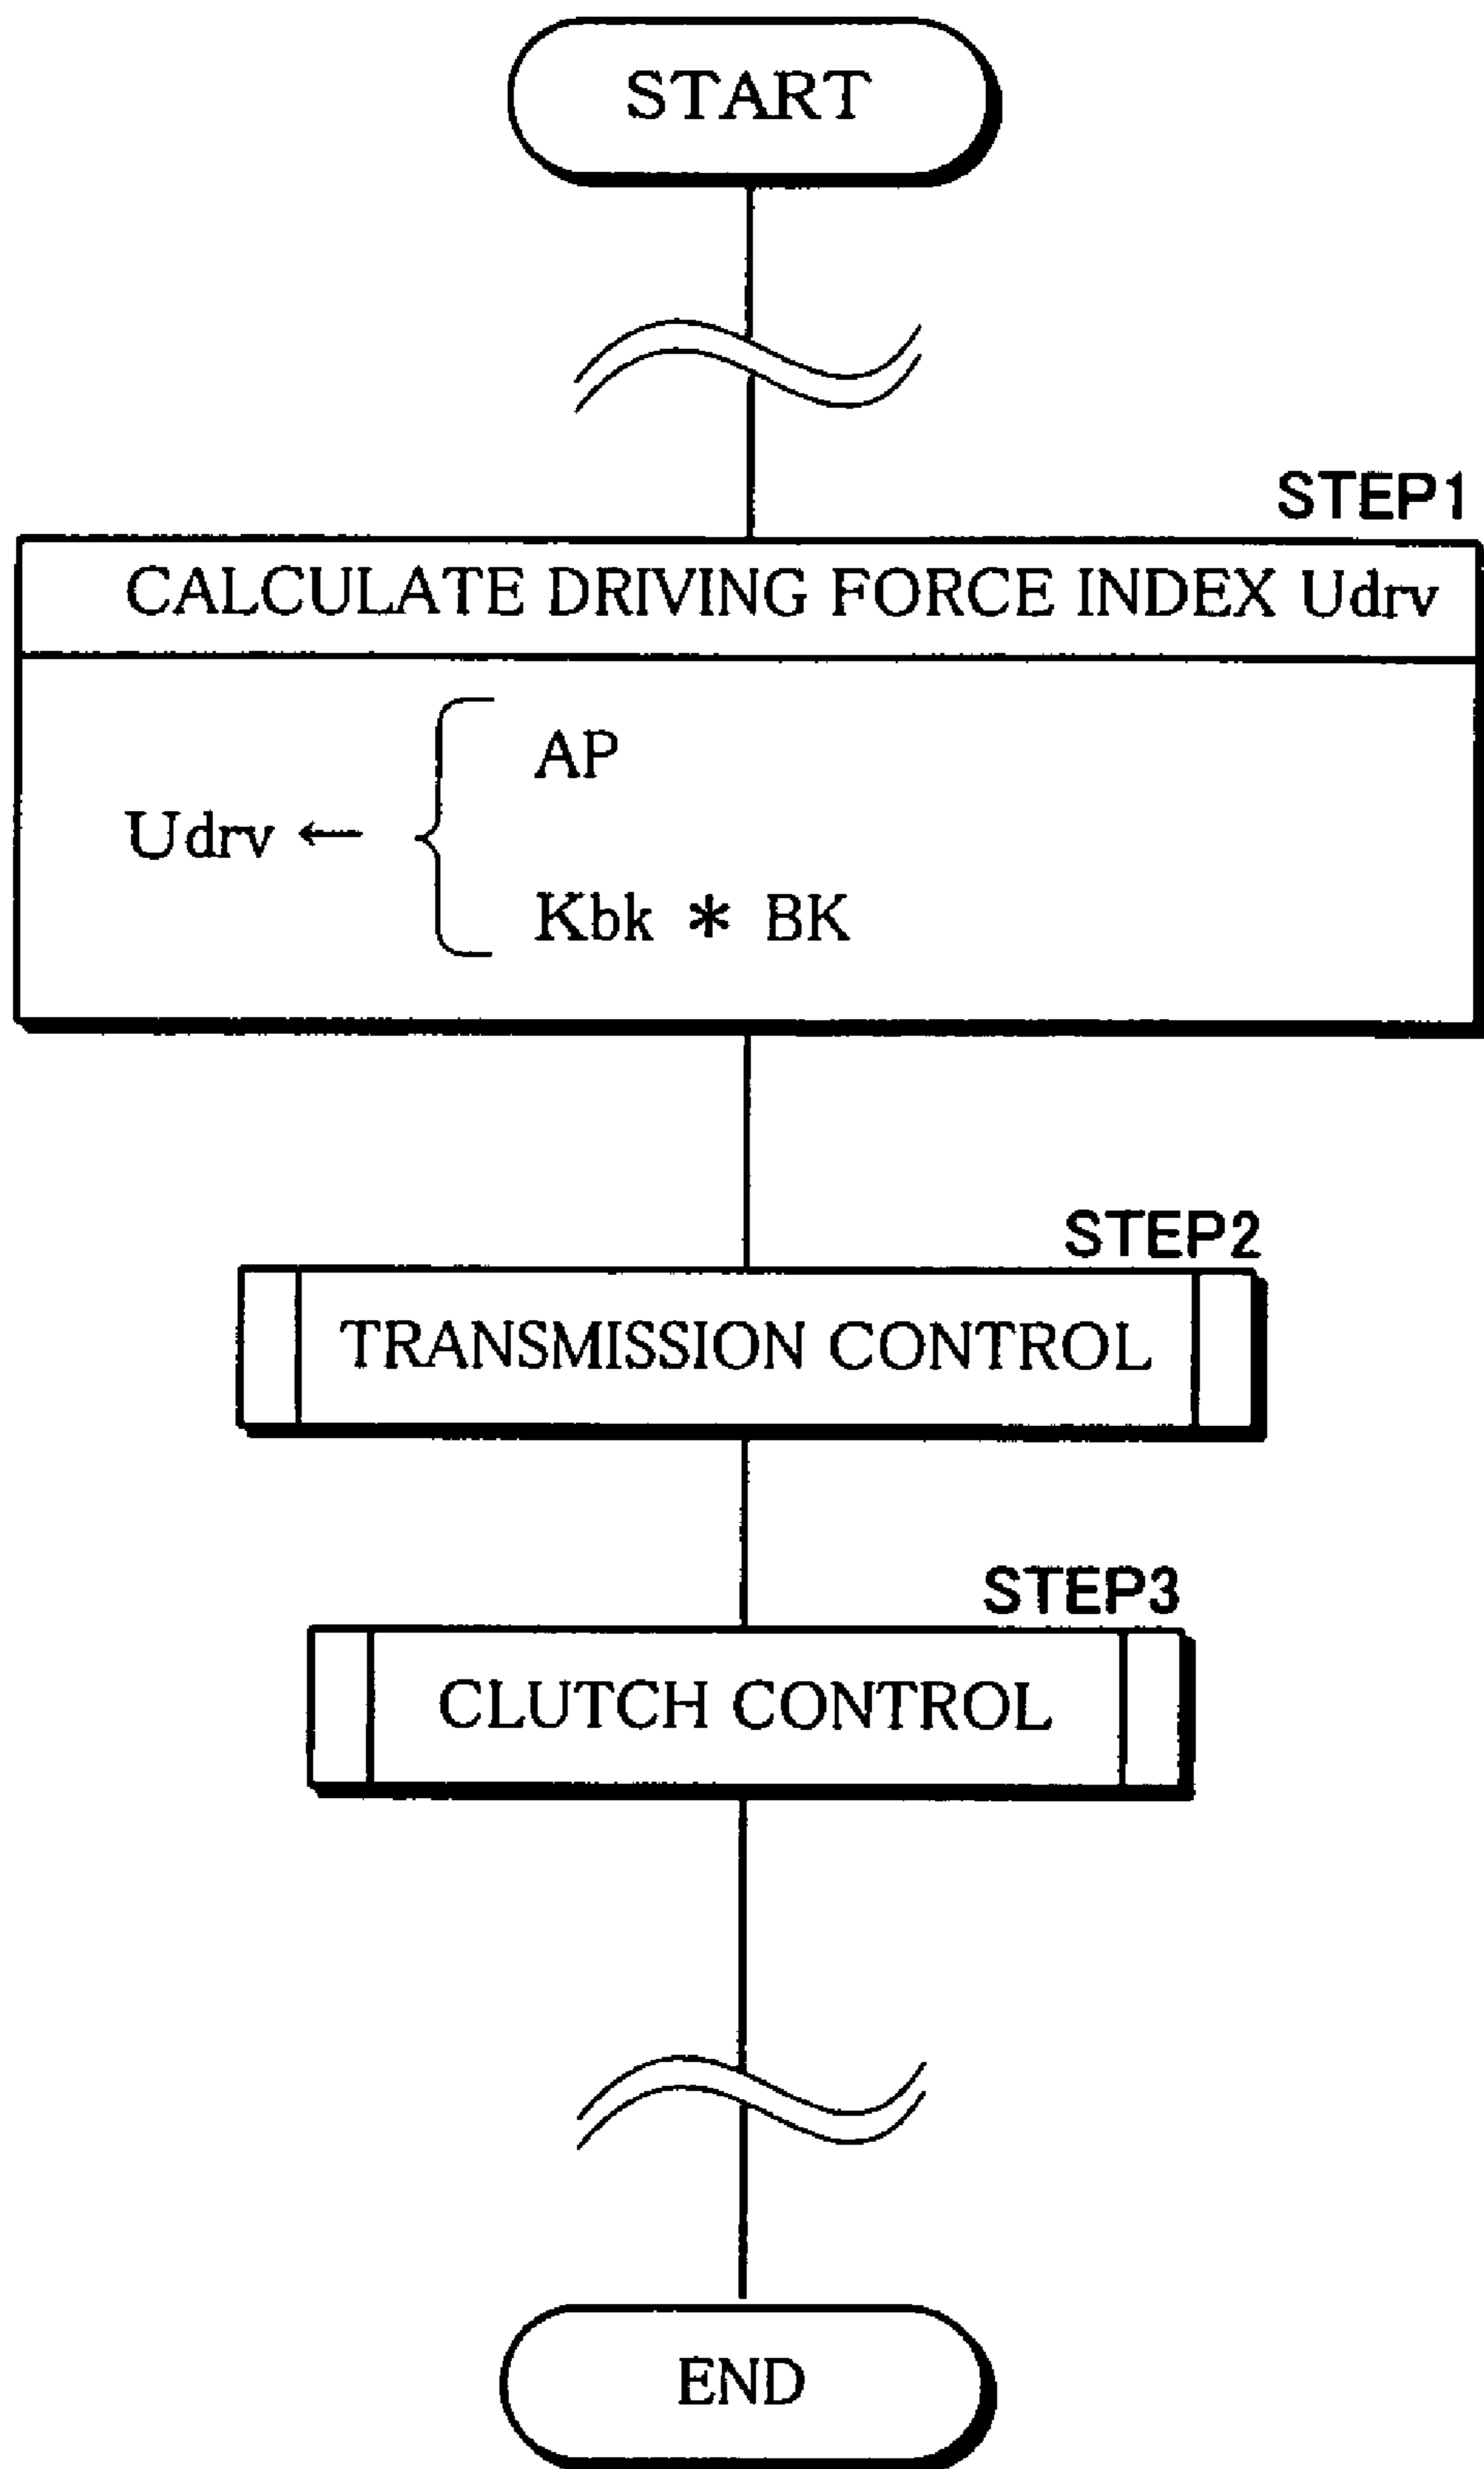 START
STEP1
CALCULATE DRIVING FORCE INDEX Udrv
AP
Udrv ←
Kbk * BK
STEP2
TRANSMISSION CONTROL
STEP3
CLUTCH CONTROL
END